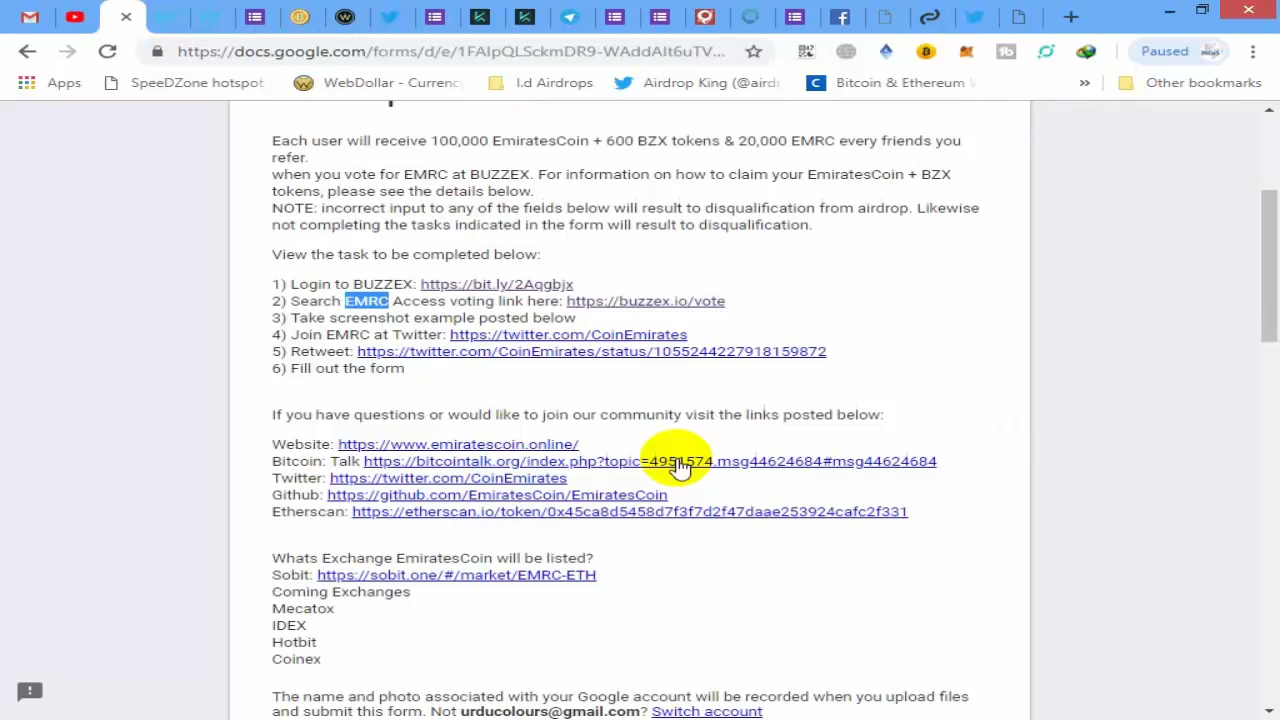 https://docs.google.com/forms/d/e/1FAIpQLSckmDR9-WAddAIt6uTV...
Paused
Apps
SpeeDZone hotspot
WebDollar - Currenc
I.d Airdrops
Airdrop King (@airdr
Bitcoin & Ethereum
Other bookmarks
Each user will receive 100,000 EmiratesCoin + 600 BZX tokens & 20,000 EMRC every friends you
refer.
when you vote for EMRC at BUZZEX. For information on how to claim your EmiratesCoin + BZX
tokens, please see the details below.
NOTE: incorrect input to any of the fields below will result to disqualification from airdrop. Likewise
not completing the tasks indicated in the form will result to disqualification.
View the task to be completed below:
1) Login to BUZZEX: https://bit.ly/2Aqgbjx
2) Search EMRC Access voting link here: https://buzzex.io/vote
3) Take screenshot example posted below
4) Join EMRC at Twitter: https://twitter.com/CoinEmirates
5) Retweet: https://twitter.com/CoinEmirates/status/1055244227918159872
6) Fill out the form
If you have questions or would like to join our community visit the links posted below:
Website: https://www.emiratescoin.online/
Bitcoin: Talk https://bitcointalk.org/index.php?topic=4951574.msg44624684#msg44624684
Twitter: https://twitter.com/CoinEmirates
Github: https://github.com/EmiratesCoin/EmiratesCoin
Etherscan: https://etherscan.io/token/0x45ca8d5458d7f3f7d2f47daae253924cafc2f331
Whats Exchange EmiratesCoin will be listed?
Sobit: https://sobit.one/#/market/EMRC-ETH
Coming Exchanges
Mecatox
IDEX
Hotbit
Coinex
The name and photo associated with your Google account will be recorded when you upload files
and submit this form. Not urducolours@gmail.com? Switch account